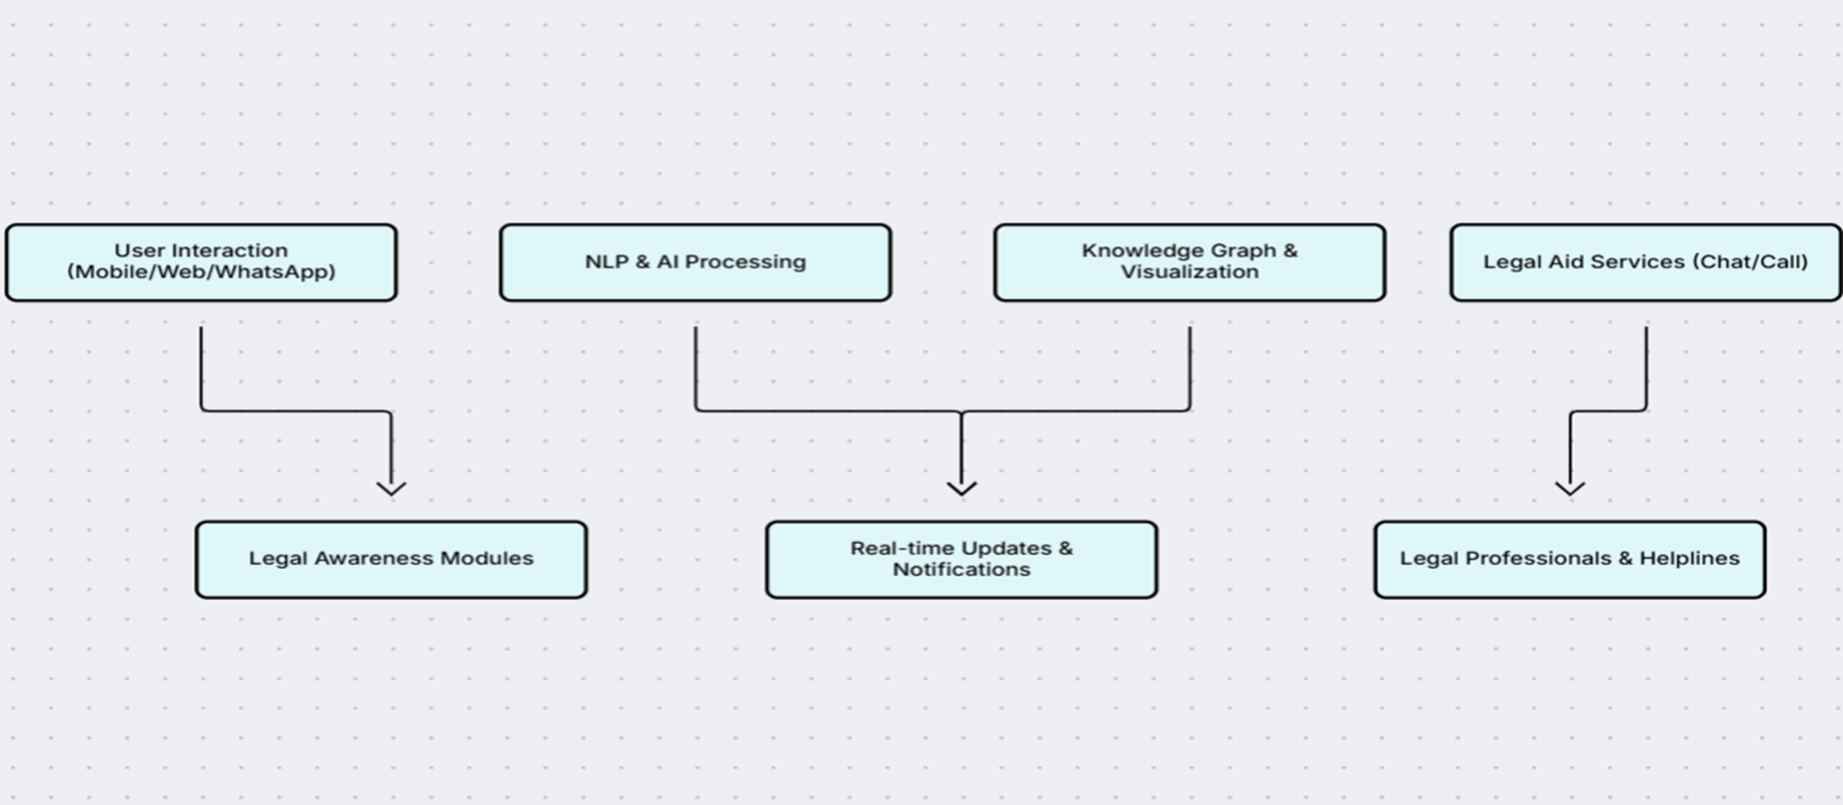 User Interaction
(Mobile/Web/WhatsApp)
NLP & AI Processing
Knowledge Graph &
Visualization
Legal Aid Services (Chat/Call)
Legal Awareness Modules
Real-time Updates &
Notifications
Legal Professionals & Helplines